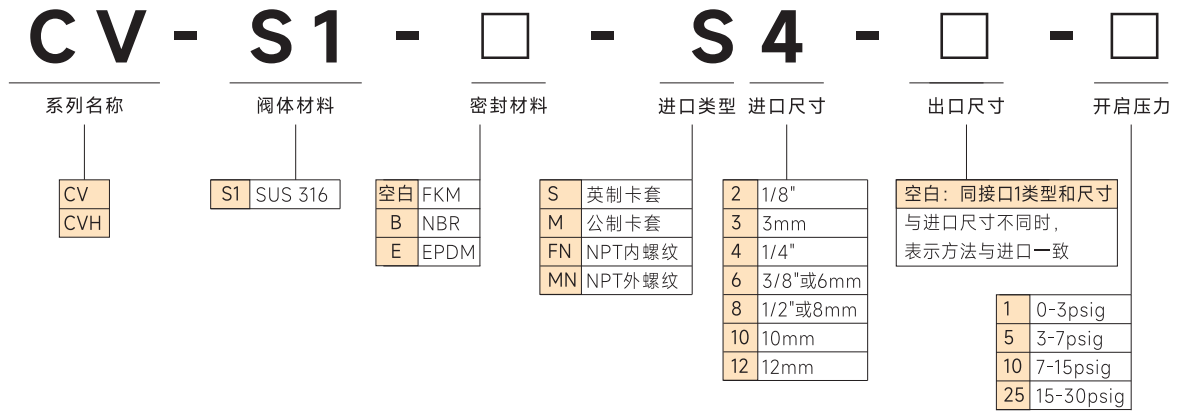 CV - S1 - □ - S4 - □ - □
系列名称 阀体材料 密封材料 进口类型 进口尺寸 出口尺寸 开启压力
CV
CVH
S1 SUS 316
空白 FKM
B NBR
E EPDM
S 英制卡套
M 公制卡套
FN NPT内螺纹
MN NPT外螺纹
2 1/8"
3 3mm
4 1/4"
6 3/8"或6mm
8 1/2"或8mm
10 10mm
12 12mm
空白：同接口1类型和尺寸
与进口尺寸不同时，
表示方法与进口一致
1 0-3psig
5 3-7psig
10 7-15psig
25 15-30psig